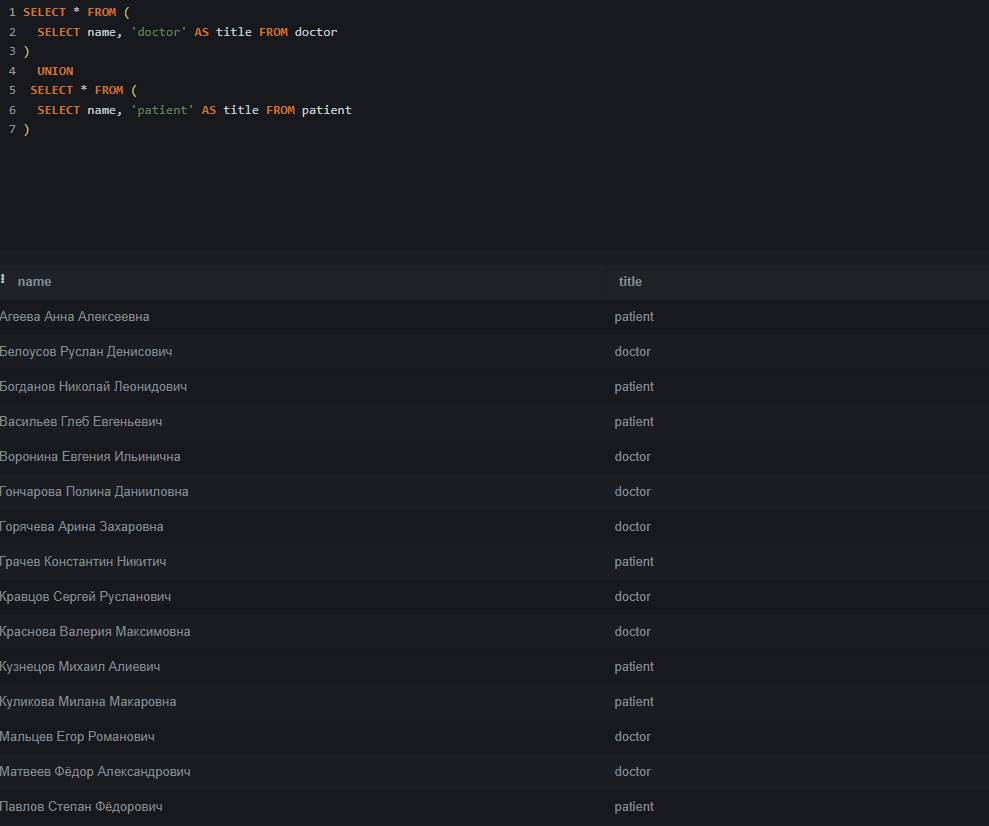 1 SELECT * FROM (
2 SELECT name, 'doctor' AS title FROM doctor
3 )
4 UNION
5 SELECT * FROM (
6 SELECT name, 'patient' AS title FROM patient
7 )
name title
Агеева Анна Алексеевна patient
Белоусов Руслан Денисович doctor
Богданов Николай Леонидович patient
Васильев Глеб Евгеньевич patient
Воронина Евгения Ильинична doctor
Гончарова Полина Данииловна doctor
Горячева Арина Захаровна doctor
Грачев Константин Никитич patient
Кравцов Сергей Русланович doctor
Краснова Валерия Максимовна doctor
Кузнецов Михаил Алиевич patient
Куликова Милана Макаровна patient
Мальцев Егор Романович doctor
Матвеев Фёдор Александрович doctor
Павлов Степан Фёдорович patient